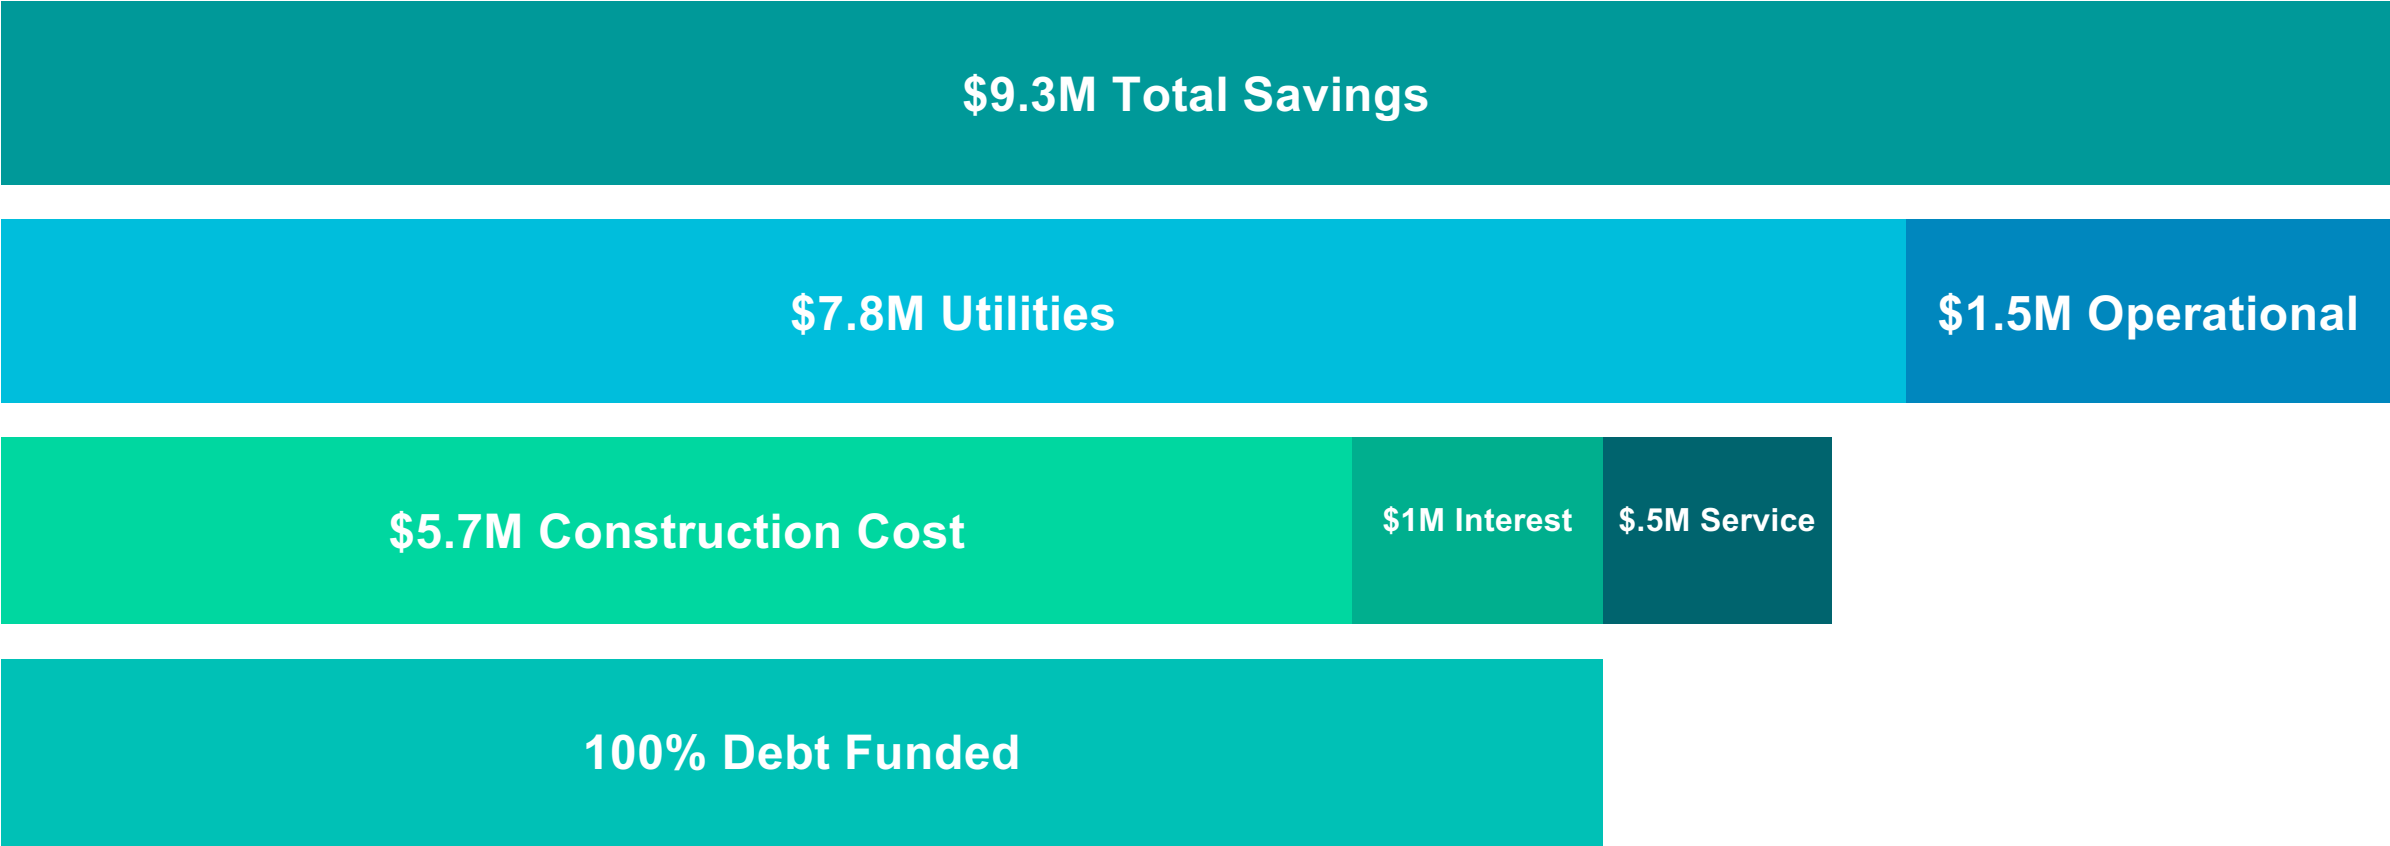 $9.3M Total Savings
$7.8M Utilities
$1.5M Operational
$5.7M Construction Cost
$1M Interest
$.5M Service
100% Debt Funded